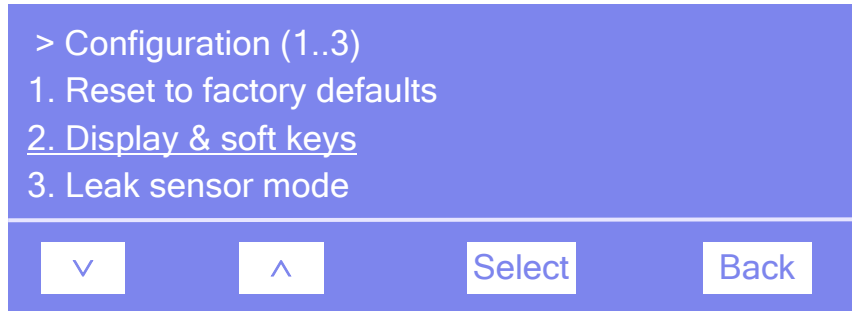 > Configuration (1..3)
1. Reset to factory defaults
2. Display & soft keys
3. Leak sensor mode
∨ ∧ Select Back